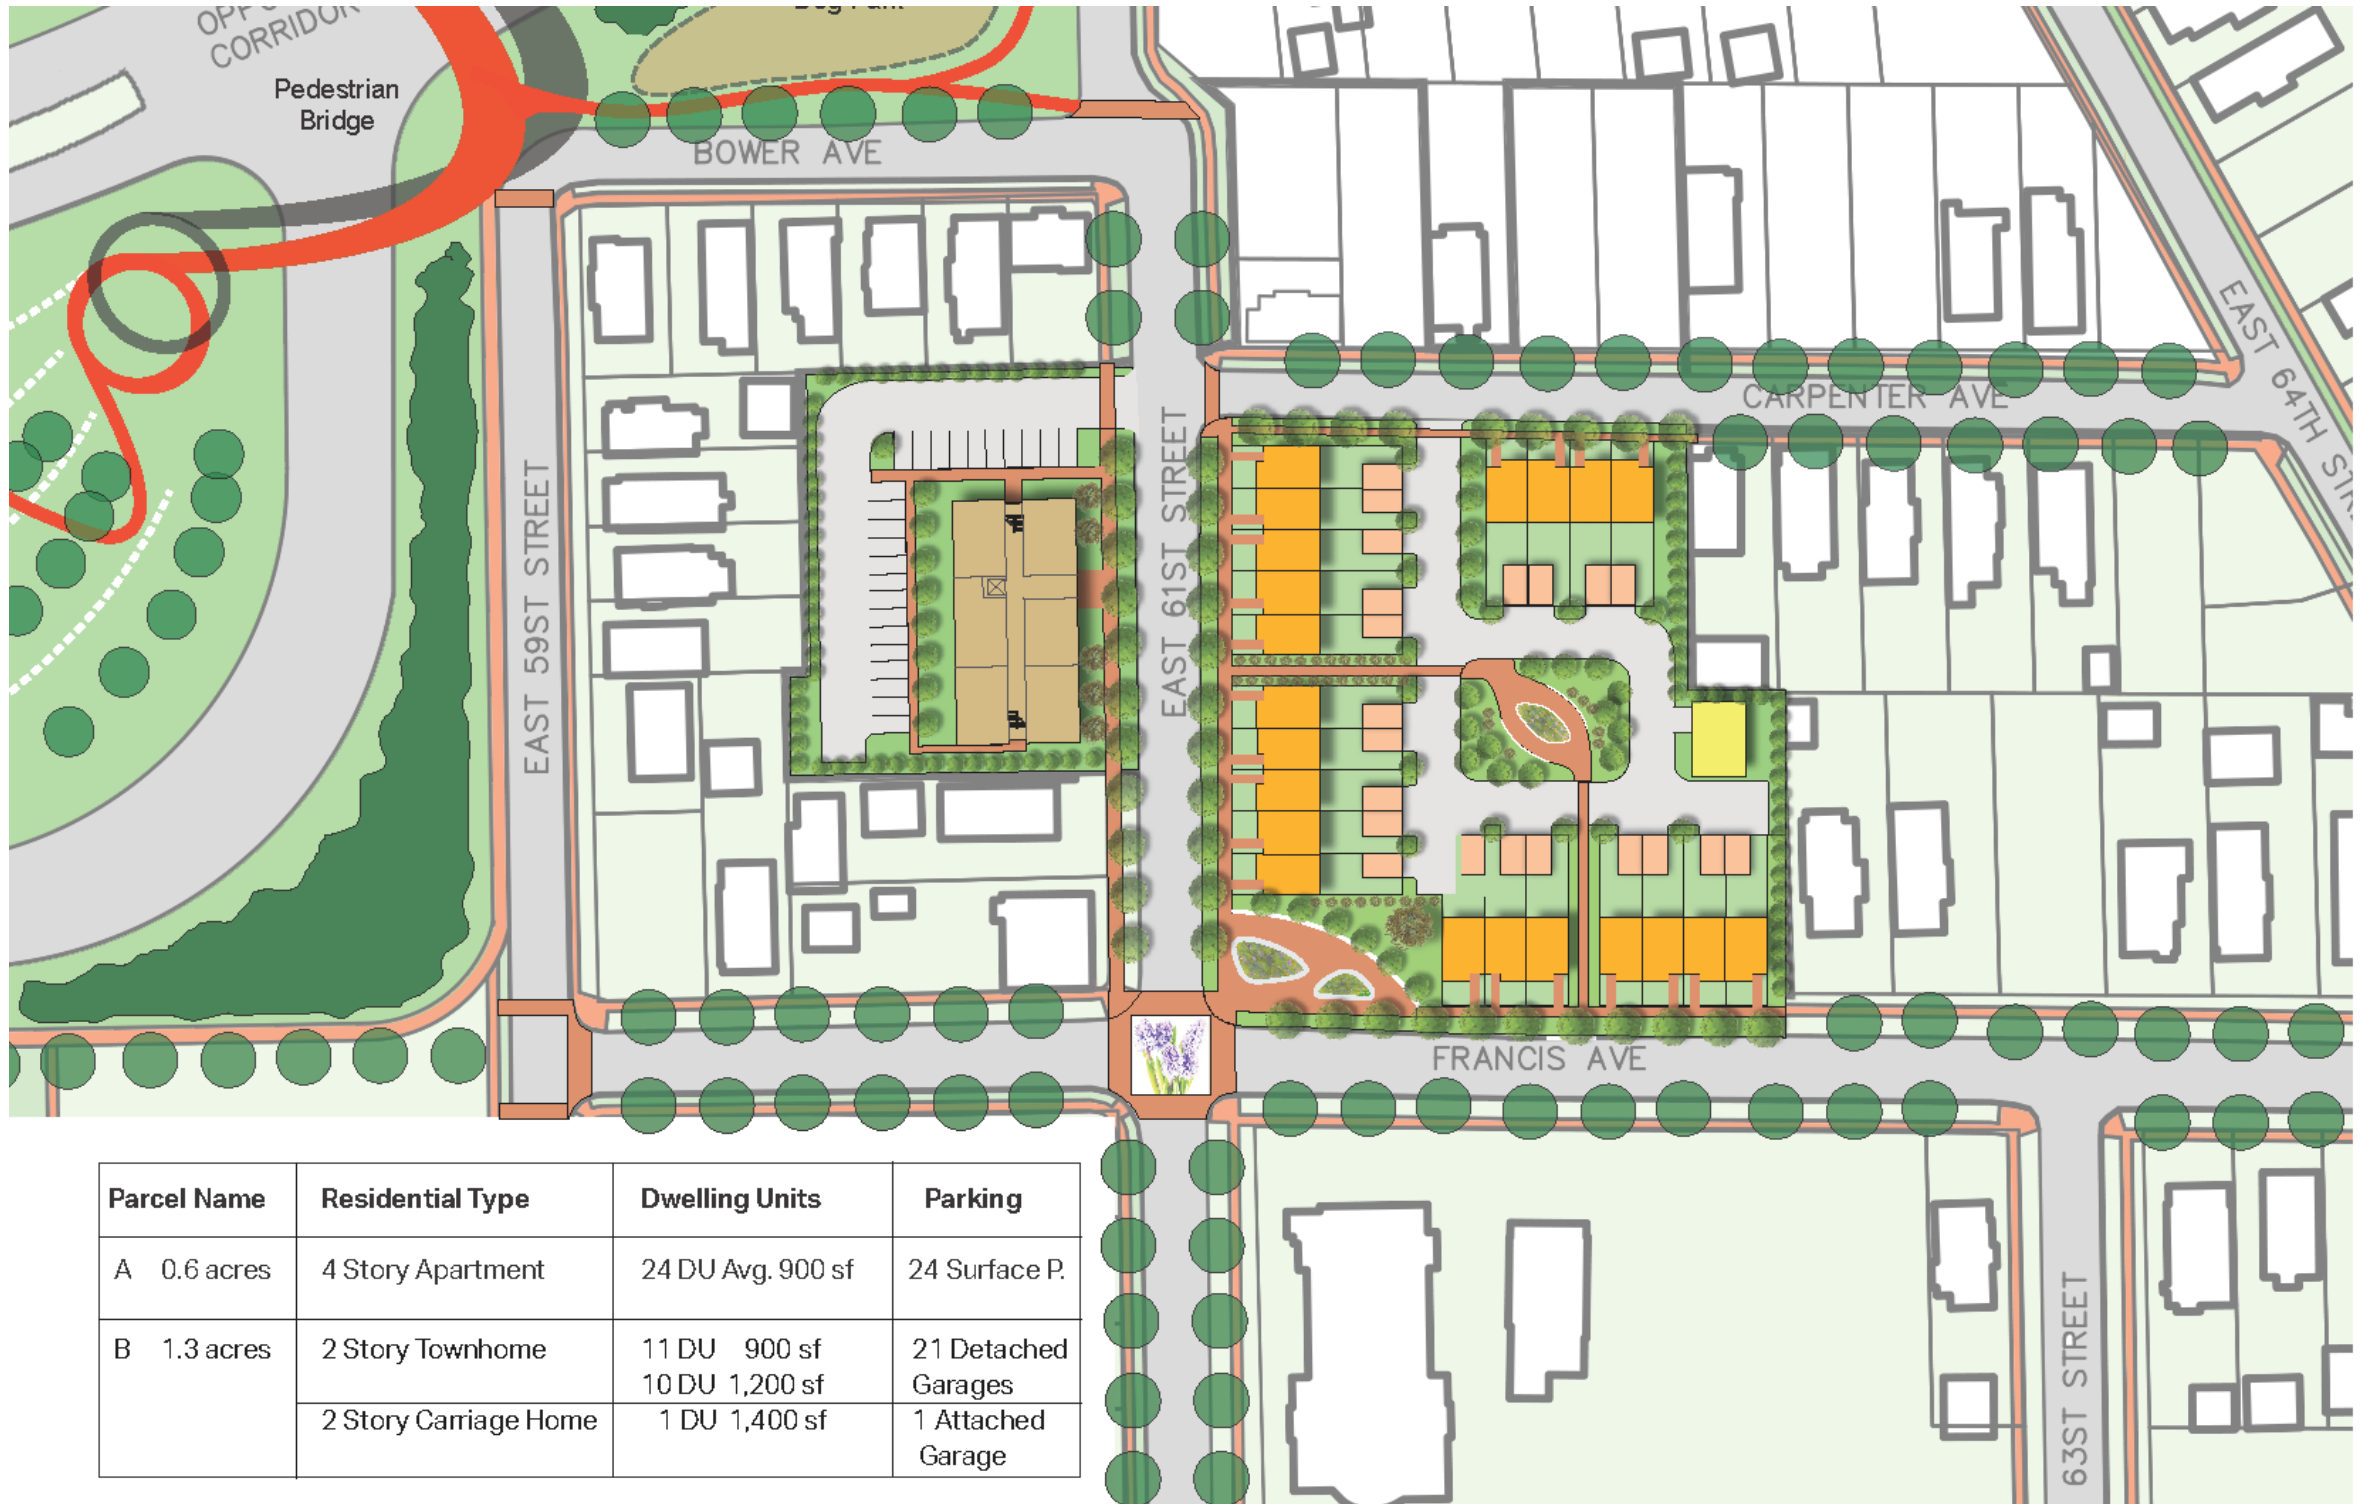 CORRIDOR
Dog Park
Pedestrian
Bridge
BOWER AVE
EAST 59ST STREET
EAST 61ST STREET
CARPENTER AVE
EAST 64TH
FRANCIS AVE
63ST STREET
Parcel Name Residential Type Dwelling Units Parking
A 0.6 acres 4 Story Apartment 24 DU Avg. 900 sf 24 Surface P.
B 1.3 acres 2 Story Townhome 11 DU 900 sf 21 Detached
10 DU 1,200 sf Garages
2 Story Carriage Home 1 DU 1,400 sf 1 Attached
Garage